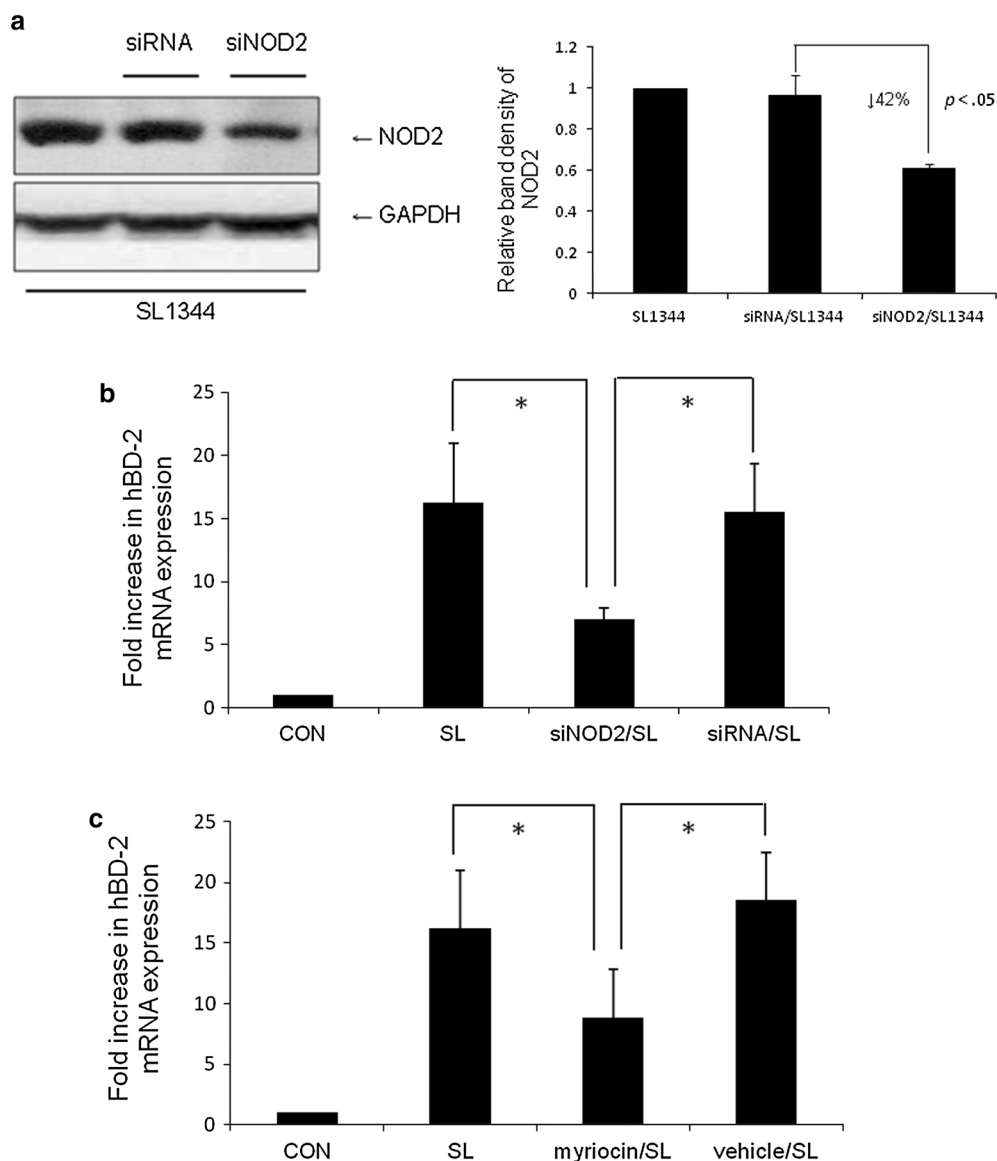 a
siRNA siNOD2
← NOD2
← GAPDH
SL1344
Relative band density of
NOD2
1.2
1
0.8
0.6
0.4
0.2
0
↓42% p < .05
SL1344 siRNA/SL1344 siNOD2/SL1344
b
Fold increase in hBD-2
mRNA expression
25
20
15
10
5
0
* *
CON SL siNOD2/SL siRNA/SL
c
Fold increase in hBD-2
mRNA expression
25
20
15
10
5
0
* *
CON SL myriocin/SL vehicle/SL